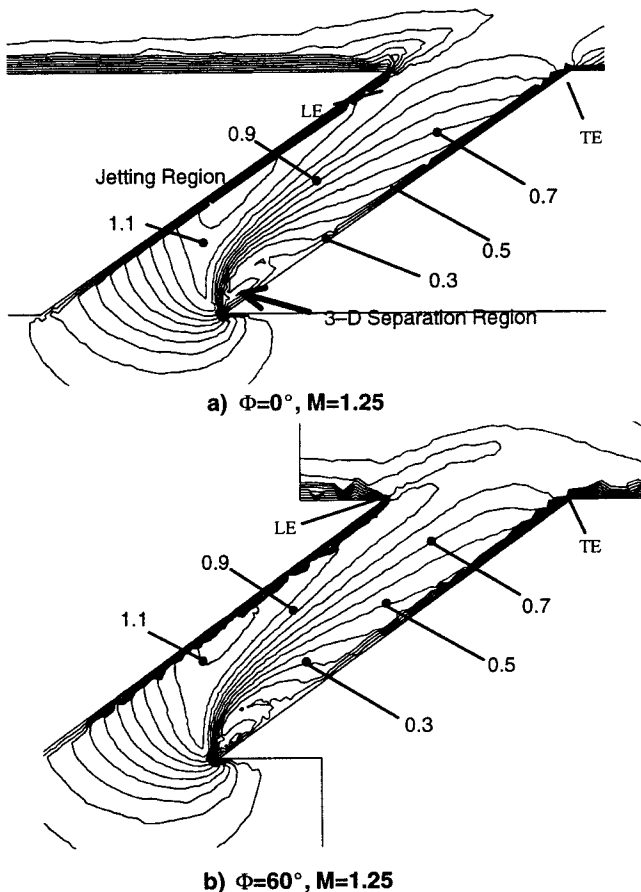 LE
TE
0.9
0.7
Jetting Region
1.1
0.5
0.3
3–D Separation Region
a) Φ=0°, M=1.25
LE
TE
0.9
0.7
1.1
0.5
0.3
b) Φ=60°, M=1.25